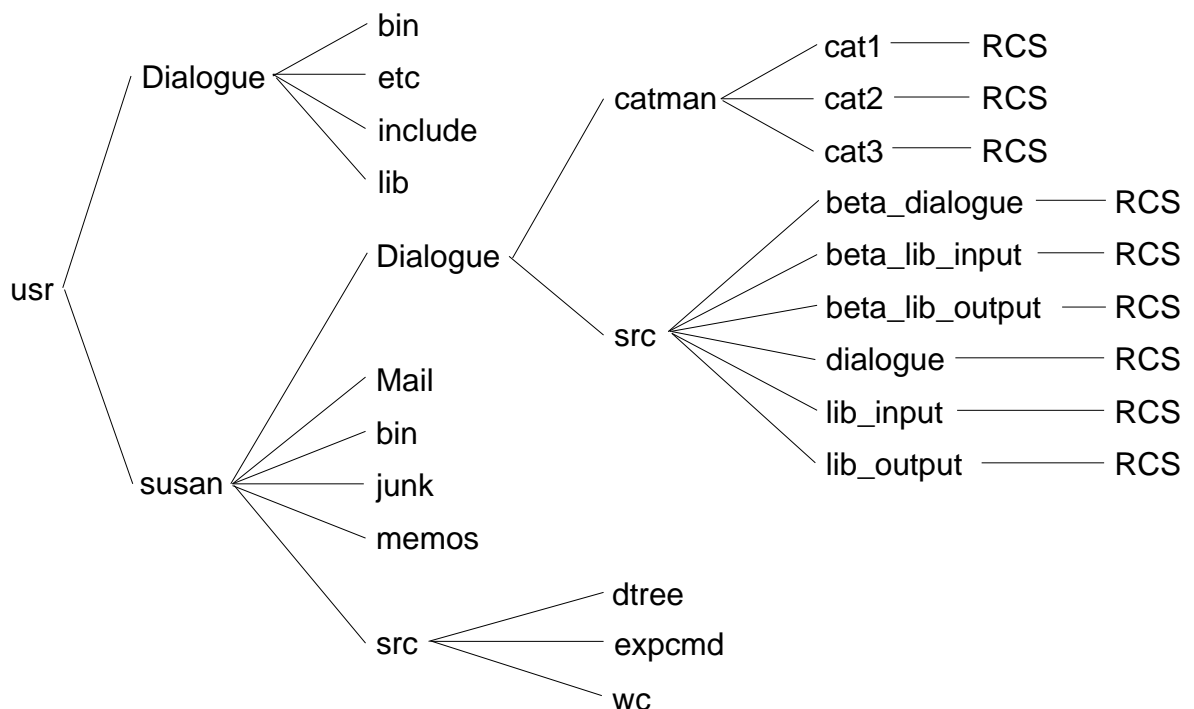 bin
cat1 RCS
Dialogue etc
catman cat2 RCS
include
cat3 RCS
lib
beta_dialogue RCS
Dialogue beta_lib_input RCS
usr
beta_lib_output RCS
src
dialogue RCS
Mail
lib_input RCS
bin
lib_output RCS
susan junk
memos
dtree
src expcmd
wc